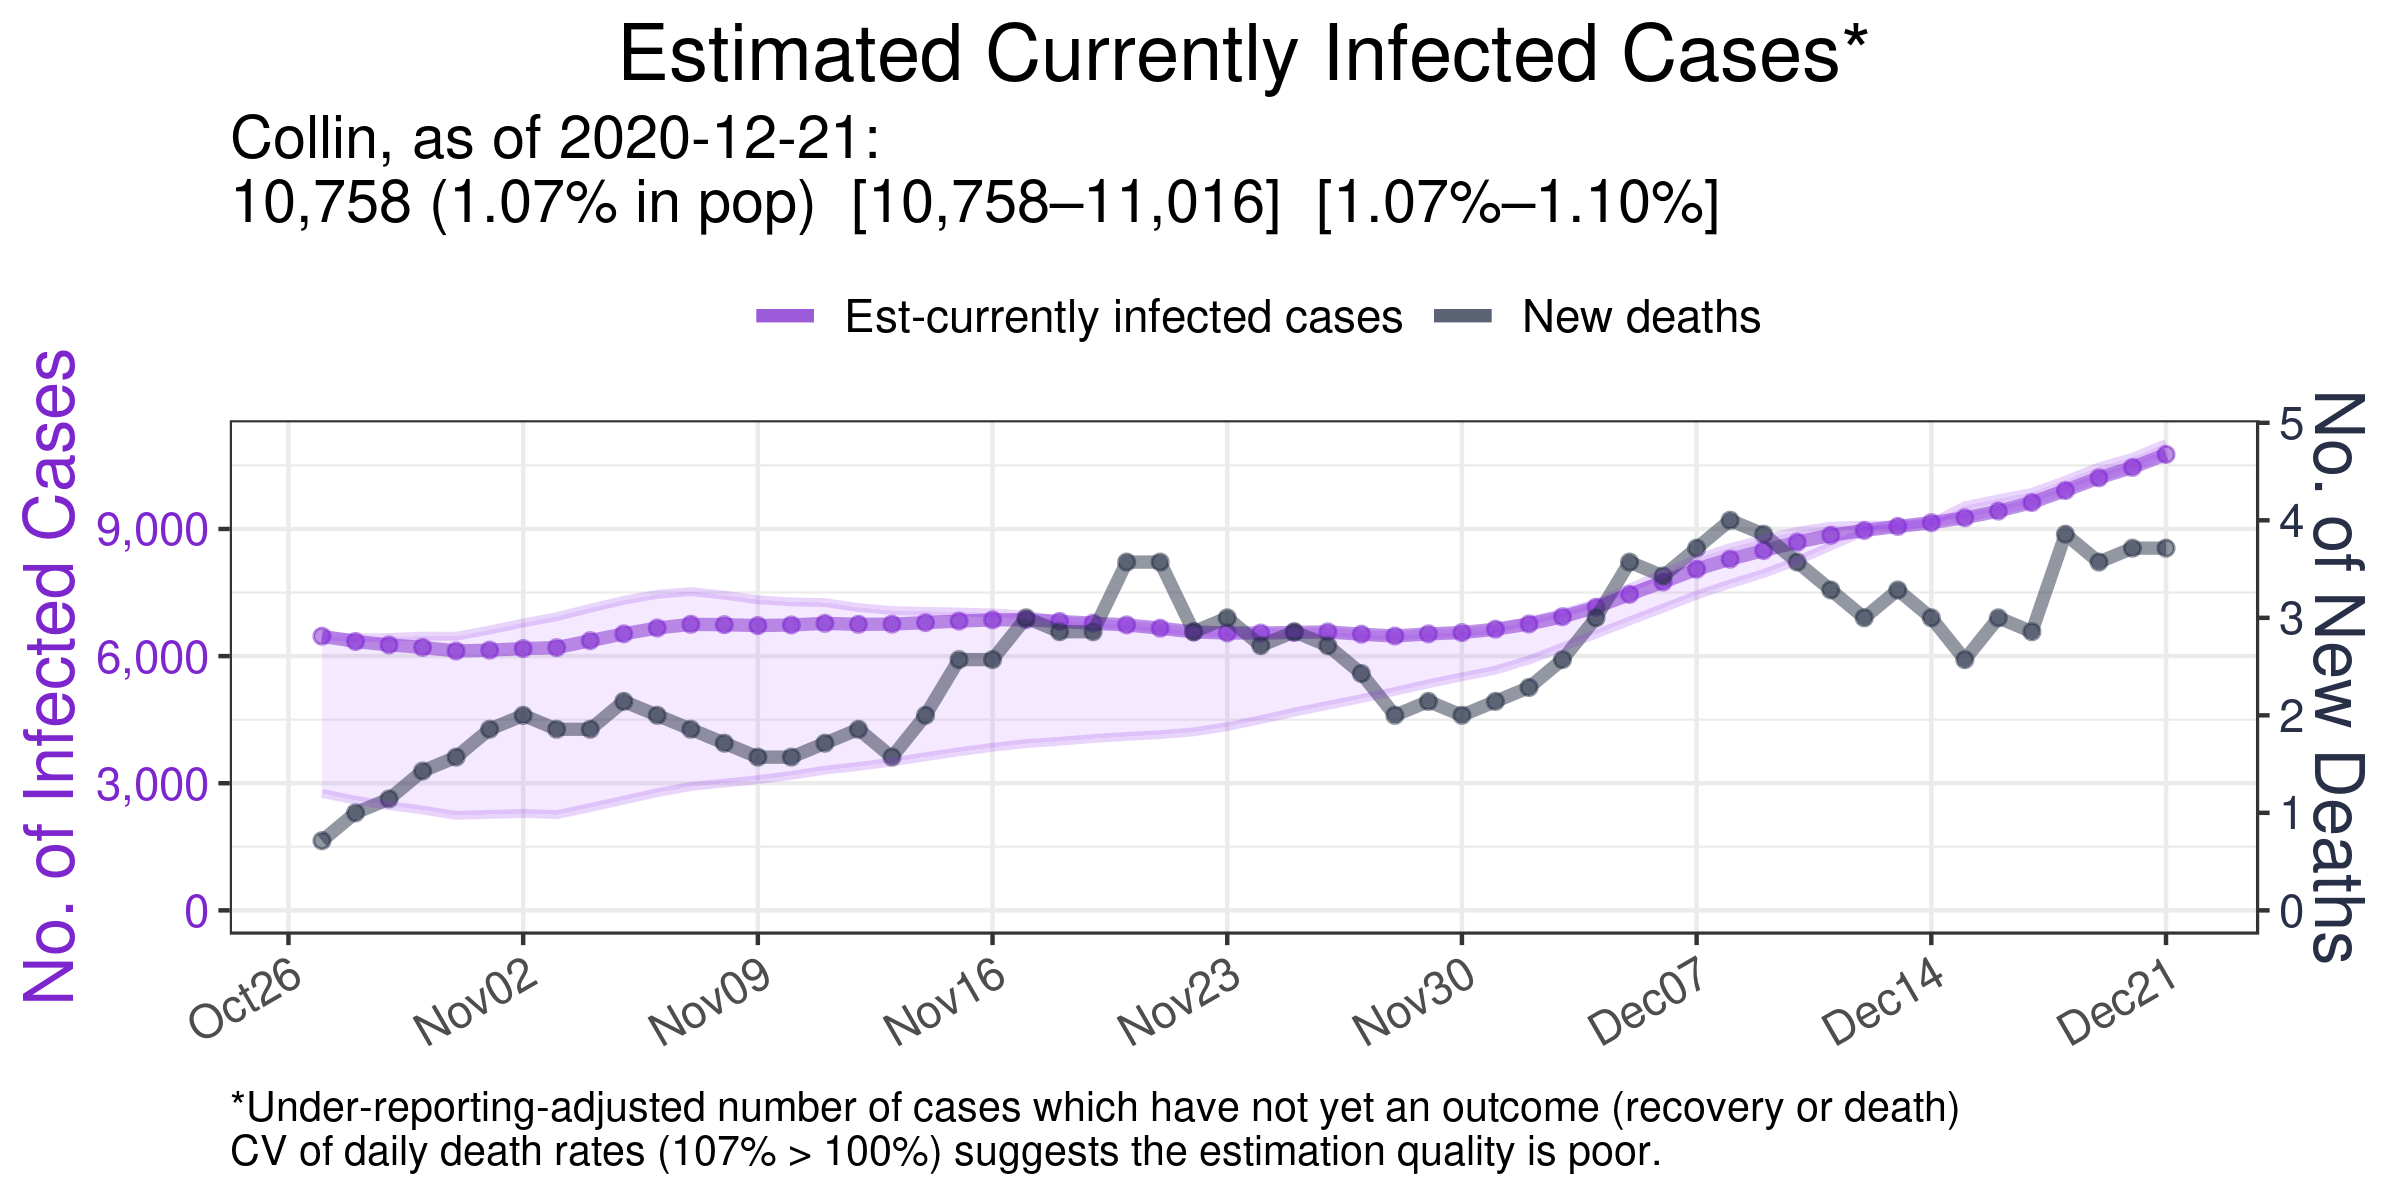 Estimated Currently Infected Cases*
Collin, as of 2020-12-21:
10,758 (1.07% in pop)  [10,758–11,016]  [1.07%–1.10%]
Est-currently infected cases
New deaths
No. of Infected Cases
9,000
6,000
3,000
0
5
4
3
2
1
0
No. of New Deaths
Oct26
Nov02
Nov09
Nov16
Nov23
Nov30
Dec07
Dec14
Dec21
*Under-reporting-adjusted number of cases which have not yet an outcome (recovery or death)
CV of daily death rates (107% > 100%) suggests the estimation quality is poor.